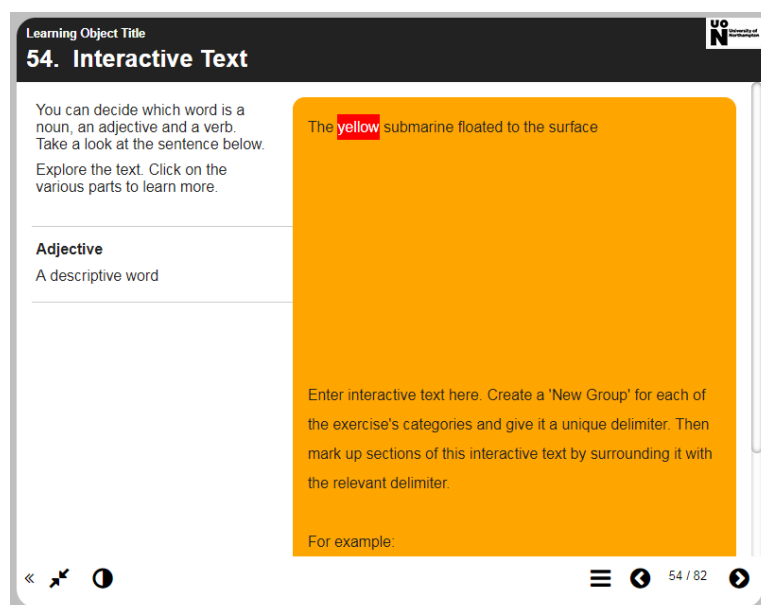 Learning Object Title
54. Interactive Text
UON University of Northampton
You can decide which word is a
noun, an adjective and a verb.
Take a look at the sentence below.
Explore the text. Click on the
various parts to learn more.
Adjective
A descriptive word
The yellow submarine floated to the surface
Enter interactive text here. Create a 'New Group' for each of
the exercise's categories and give it a unique delimiter. Then
mark up sections of this interactive text by surrounding it with
the relevant delimiter.
For example:
54 / 82